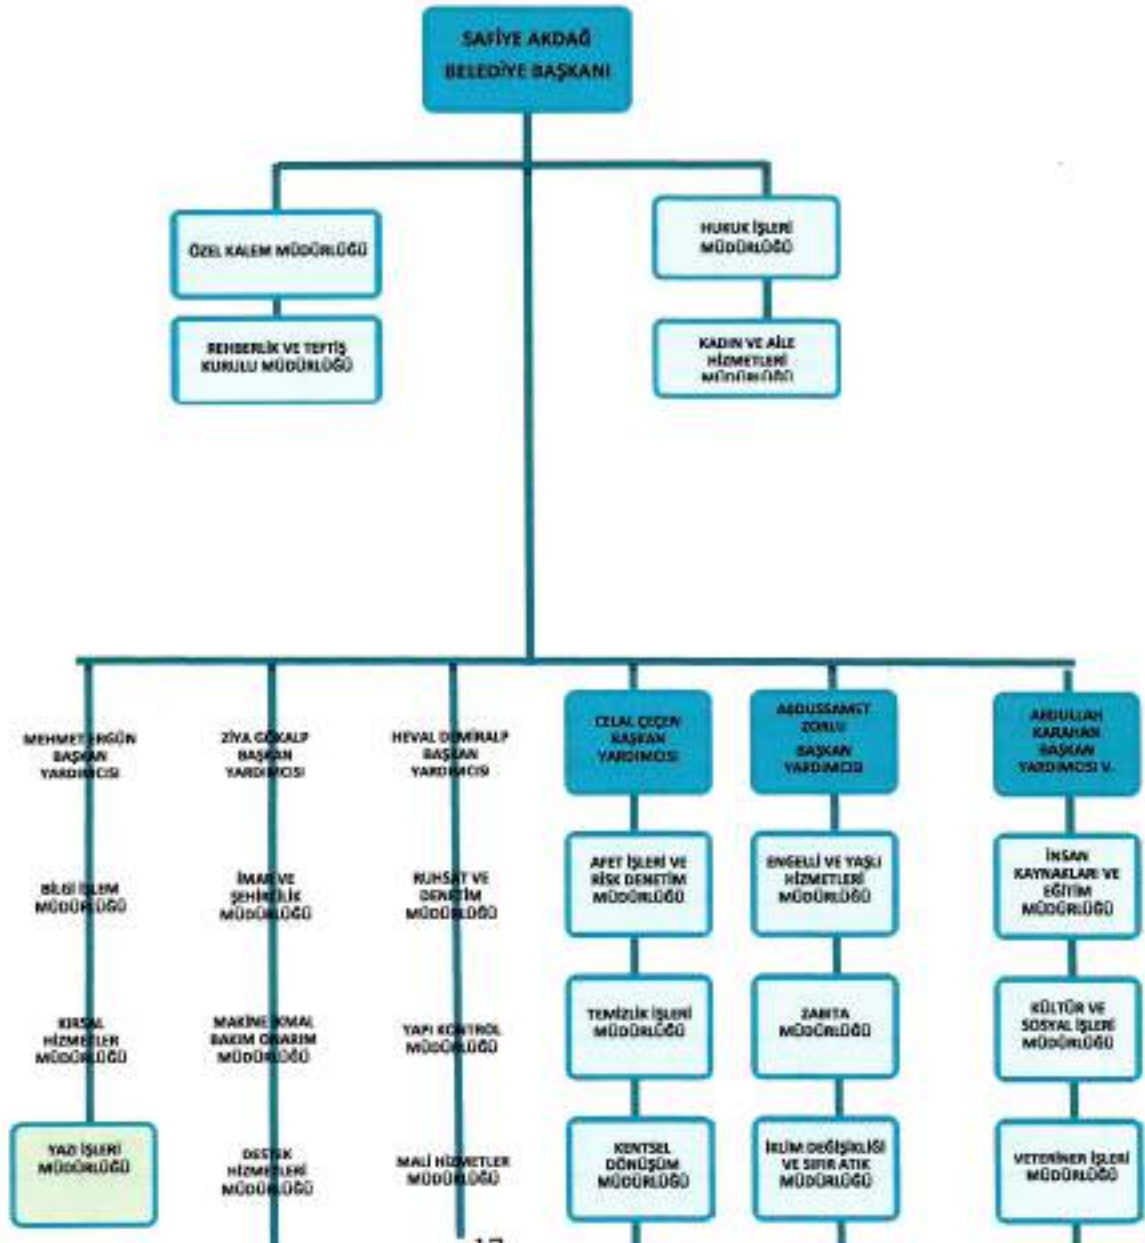 SAFİYE AKDAĞ
BELEDİYE BAŞKANI
ÖZEL KALEM MÜDÜRLÜĞÜ
REHBERLİK VE TEFTİŞ
KURULU MÜDÜRLÜĞÜ
HUKUK İŞLERİ
MÜDÜRLÜĞÜ
KADIN VE AİLE
HİZMETLERİ
MÜDÜRLÜĞÜ
MEHMET ERGÜN
BAŞKAN
YARDIMCISI
BİLGİ İŞLEM
MÜDÜRLÜĞÜ
KIRSAL
HİZMETLER
MÜDÜRLÜĞÜ
YAZI İŞLERİ
MÜDÜRLÜĞÜ
ZİYA GÖKALP
BAŞKAN
YARDIMCISI
İMAR VE
ŞEHİRCİLİK
MÜDÜRLÜĞÜ
MAKİNE İKMAL
BAKIM ONARIM
MÜDÜRLÜĞÜ
DESTEK
HİZMETLERİ
MÜDÜRLÜĞÜ
HEVAL DEMİRALP
BAŞKAN
YARDIMCISI
RUHSAT VE
DENETİM
MÜDÜRLÜĞÜ
YAPI KONTROL
MÜDÜRLÜĞÜ
MALİ HİZMETLER
MÜDÜRLÜĞÜ
CELAL ÇEÇEN
BAŞKAN
YARDIMCISI
AFET İŞLERİ VE
RİSK DENETİM
MÜDÜRLÜĞÜ
TEMİZLİK İŞLERİ
MÜDÜRLÜĞÜ
KENTSEL
DÖNÜŞÜM
MÜDÜRLÜĞÜ
ABDUSSAMET
ZORLU
BAŞKAN
YARDIMCISI
ENGELLİ VE YAŞLI
HİZMETLERİ
MÜDÜRLÜĞÜ
ZABITA
MÜDÜRLÜĞÜ
İKLİM DEĞİŞİKLİĞİ
VE SIFIR ATIK
MÜDÜRLÜĞÜ
ABDULLAH
KARAHAN
BAŞKAN
YARDIMCISI V.
İNSAN
KAYNAKLARI VE
EĞİTİM
MÜDÜRLÜĞÜ
KÜLTÜR VE
SOSYAL İŞLERİ
MÜDÜRLÜĞÜ
VETERİNER İŞLERİ
MÜDÜRLÜĞÜ